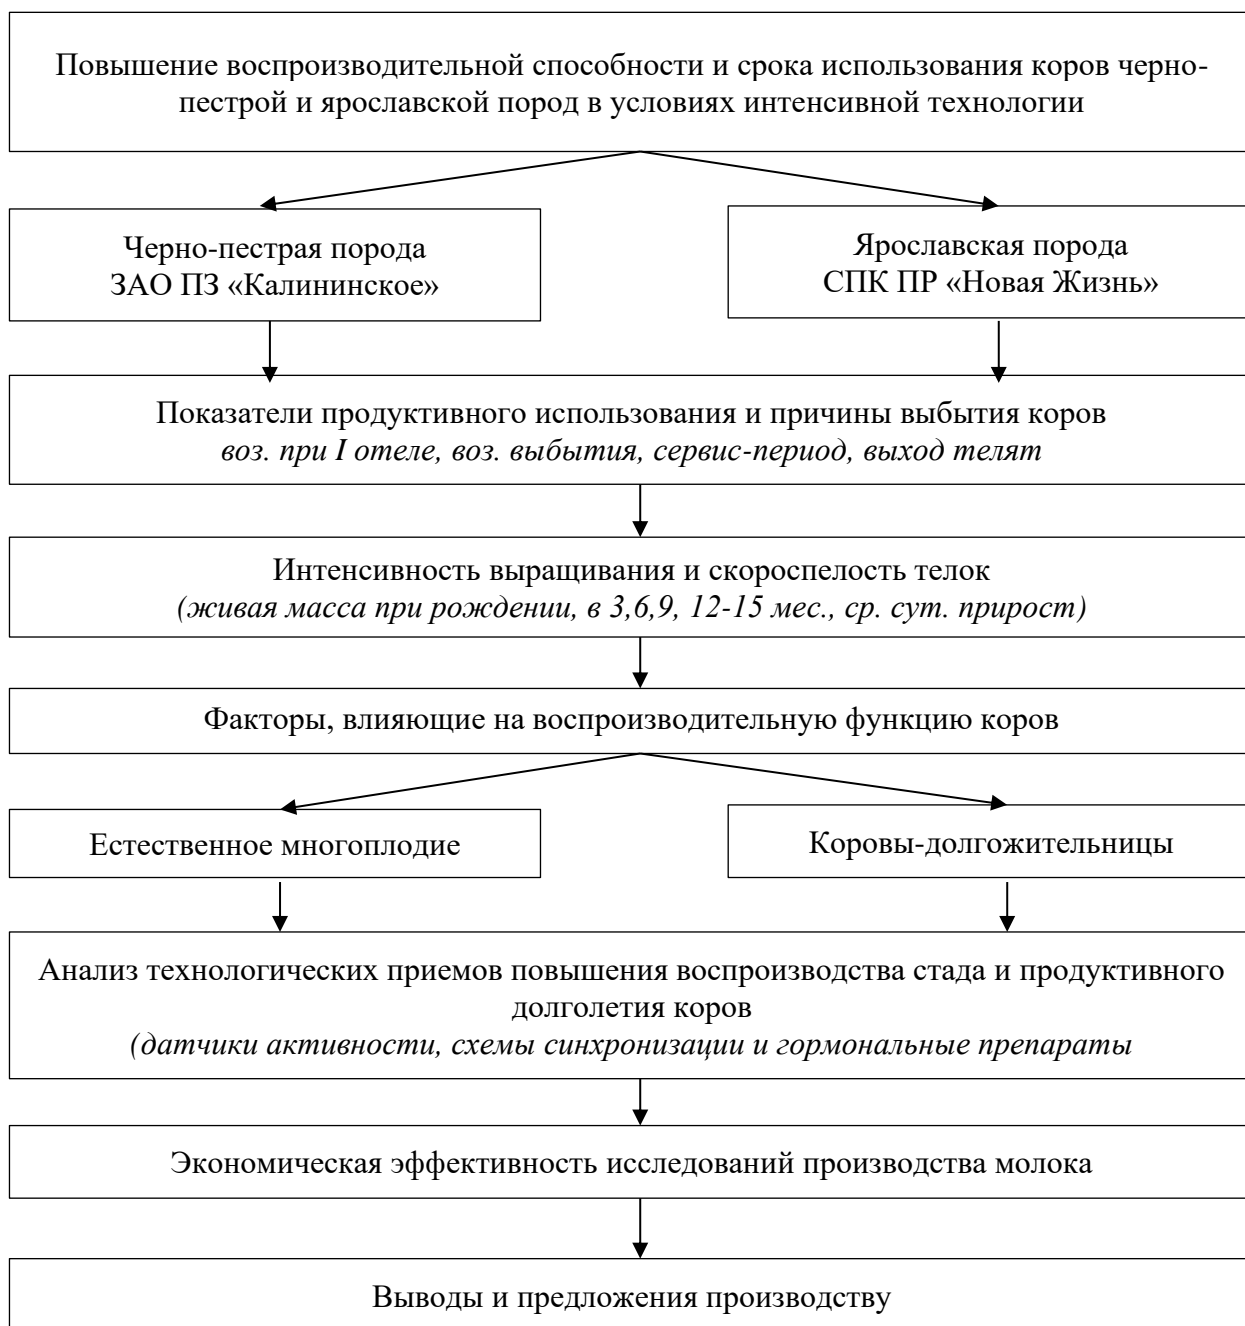 Повышение воспроизводительной способности и срока использования коров черно-
пестрой и ярославской пород в условиях интенсивной технологии
Черно-пестрая порода
ЗАО ПЗ «Калининское»
Ярославская порода
СПК ПР «Новая Жизнь»
Показатели продуктивного использования и причины выбытия коров
воз. при I отеле, воз. выбытия, сервис-период, выход телят
Интенсивность выращивания и скороспелость телок
(живая масса при рождении, в 3,6,9, 12-15 мес., ср. сут. прирост)
Факторы, влияющие на воспроизводительную функцию коров
Естественное многоплодие
Коровы-долгожительницы
Анализ технологических приемов повышения воспроизводства стада и продуктивного
долголетия коров
(датчики активности, схемы синхронизации и гормональные препараты
Экономическая эффективность исследований производства молока
Выводы и предложения производству